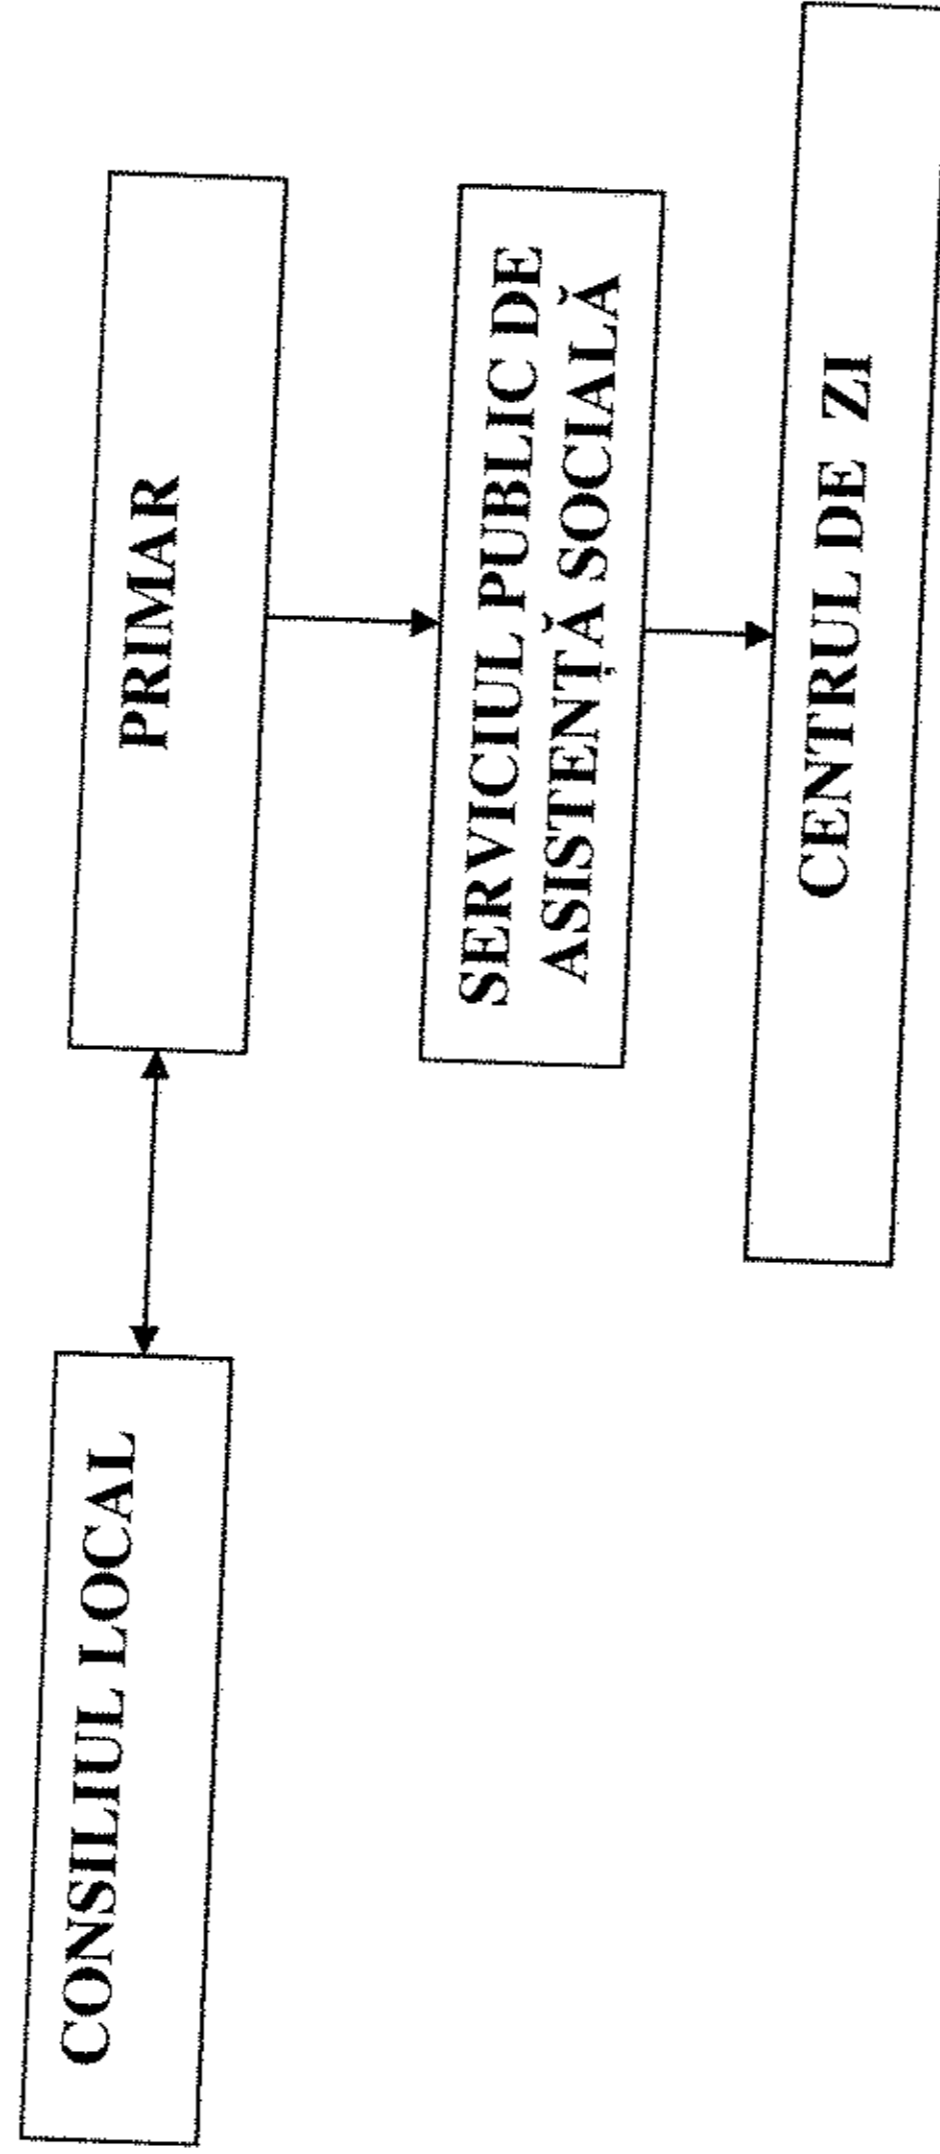 CONSILIUL LOCAL
PRIMAR
SERVICIUL PUBLIC DE
ASISTENȚĂ SOCIALĂ
CENTRUL DE ZI